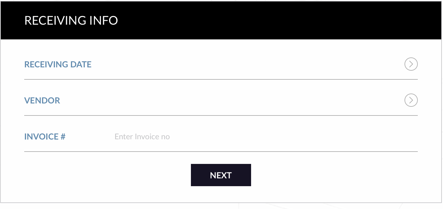 RECEIVING INFO
RECEIVING DATE
VENDOR
INVOICE # Enter Invoice no
NEXT